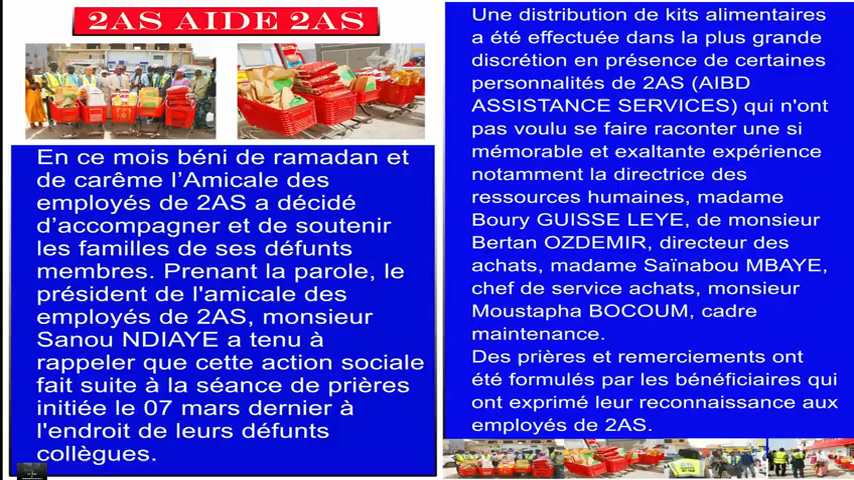 2AS AIDE 2AS
En ce mois béni de ramadan et
de carême l'Amicale des
employés de 2AS a décidé
d'accompagner et de soutenir
les familles de ses défunts
membres. Prenant la parole, le
président de l'amicale des
employés de 2AS, monsieur
Sanou NDIAYE a tenu à
rappeler que cette action sociale
fait suite à la séance de prières
initiée le 07 mars dernier à
l'endroit de leurs défunts
collègues.
Une distribution de kits alimentaires
a été effectuée dans la plus grande
discrétion en présence de certaines
personnalités de 2AS (AIBD
ASSISTANCE SERVICES) qui n'ont
pas voulu se faire raconter une si
mémorable et exaltante expérience
notamment la directrice des
ressources humaines, madame
Boury GUISSE LEYE, de monsieur
Bertan OZDEMIR, directeur des
achats, madame Saïnabou MBAYE,
chef de service achats, monsieur
Moustapha BOCOUM, cadre
maintenance.
Des prières et remerciements ont
été formulés par les bénéficiaires qui
ont exprimé leur reconnaissance aux
employés de 2AS.